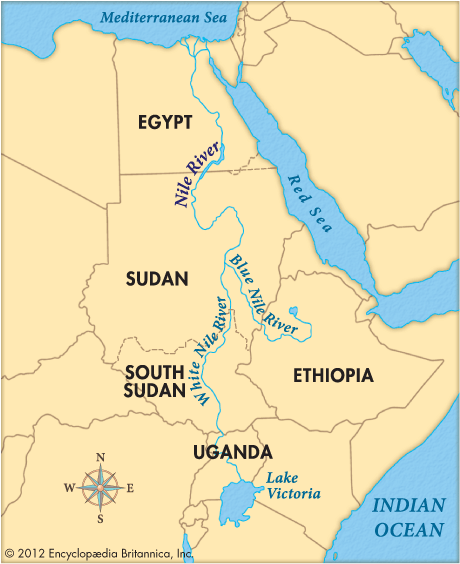 Mediterranean Sea
EGYPT
Nile River
Red Sea
SUDAN
Blue Nile River
White Nile River
SOUTH
SUDAN
ETHIOPIA
UGANDA
Lake
Victoria
N
W
E
S
INDIAN
OCEAN
© 2012 Encyclopædia Britannica, Inc.